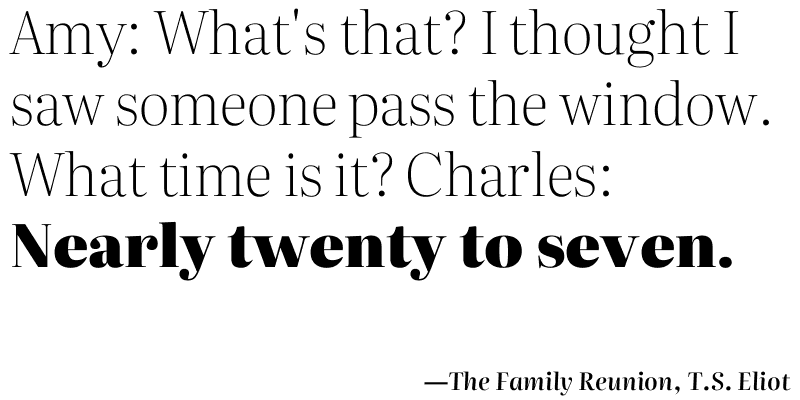 Amy: What's that? I thought I
saw someone pass the window.
What time is it? Charles:
Nearly twenty to seven.
—The Family Reunion, T.S. Eliot